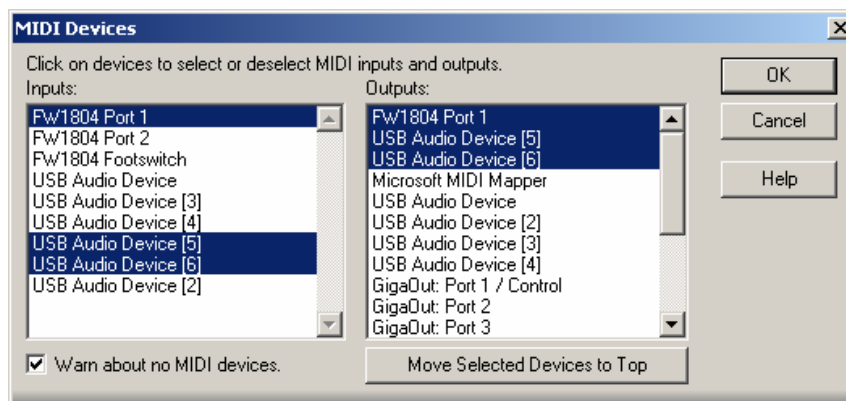 MIDI Devices
Click on devices to select or deselect MIDI inputs and outputs.
Inputs:
FW1804 Port 1
FW1804 Port 2
FW1804 Footswitch
USB Audio Device
USB Audio Device [3]
USB Audio Device [4]
USB Audio Device [5]
USB Audio Device [6]
USB Audio Device [2]
Warn about no MIDI devices.
Outputs:
FW1804 Port 1
USB Audio Device [5]
USB Audio Device [6]
Microsoft MIDI Mapper
USB Audio Device
USB Audio Device [2]
USB Audio Device [3]
USB Audio Device [4]
GigaOut: Port 1 / Control
GigaOut: Port 2
GigaOut: Port 3
Move Selected Devices to Top
OK
Cancel
Help